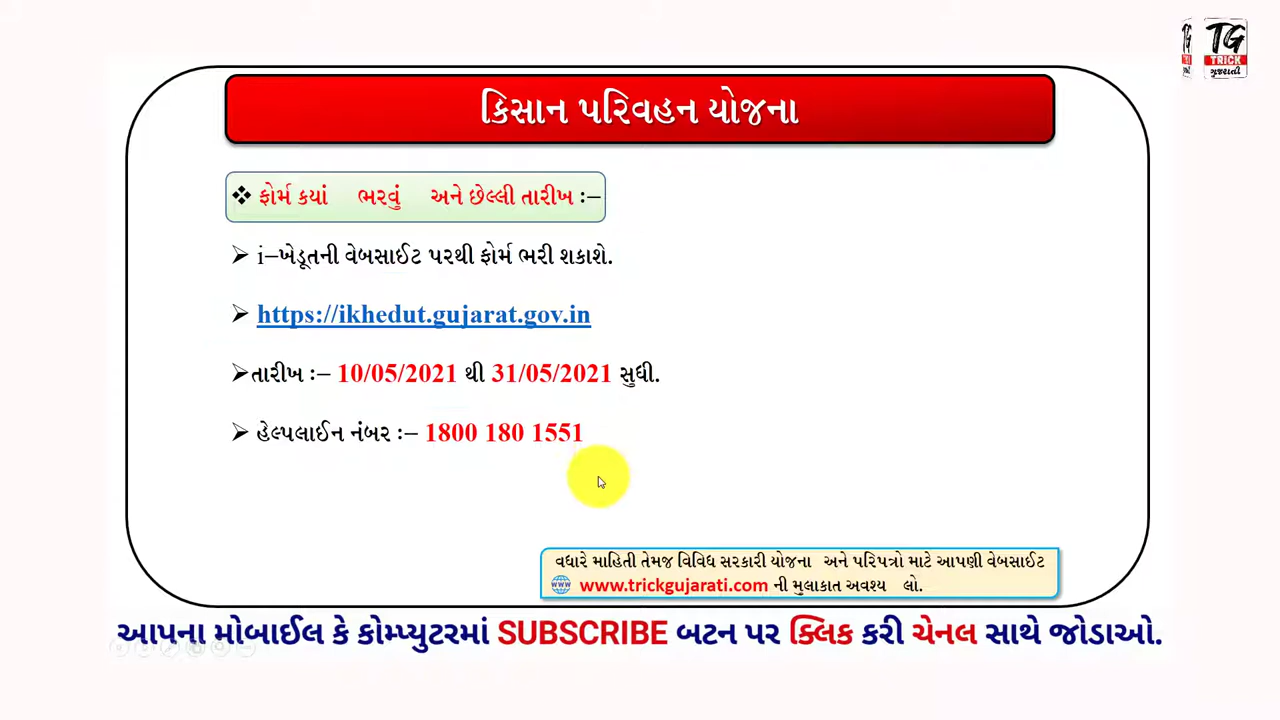 TG
TRICK
ગુજરાતી
કિસાન પરિવહન યોજના
❖ ફોર્મ કયાં ભરવું અને છેલ્લી તારીખ :–
➢ i–ખેડૂતની વેબસાઈટ પરથી ફોર્મ ભરી શકાશે.
➢ https://ikhedut.gujarat.gov.in
➢તારીખ :– 10/05/2021 થી 31/05/2021 સુધી.
➢ હેલ્પલાઈન નંબર :– 1800 180 1551
વધારે માહિતી તેમજ વિવિધ સરકારી યોજના અને પરિપત્રો માટે આપણી વેબસાઈટ
www.trickgujarati.com ની મુલાકાત અવશ્ય લો.
આપના મોબાઈલ કે કોમ્પ્યુટરમાં SUBSCRIBE બટન પર ક્લિક કરી ચેનલ સાથે જોડાઓ.